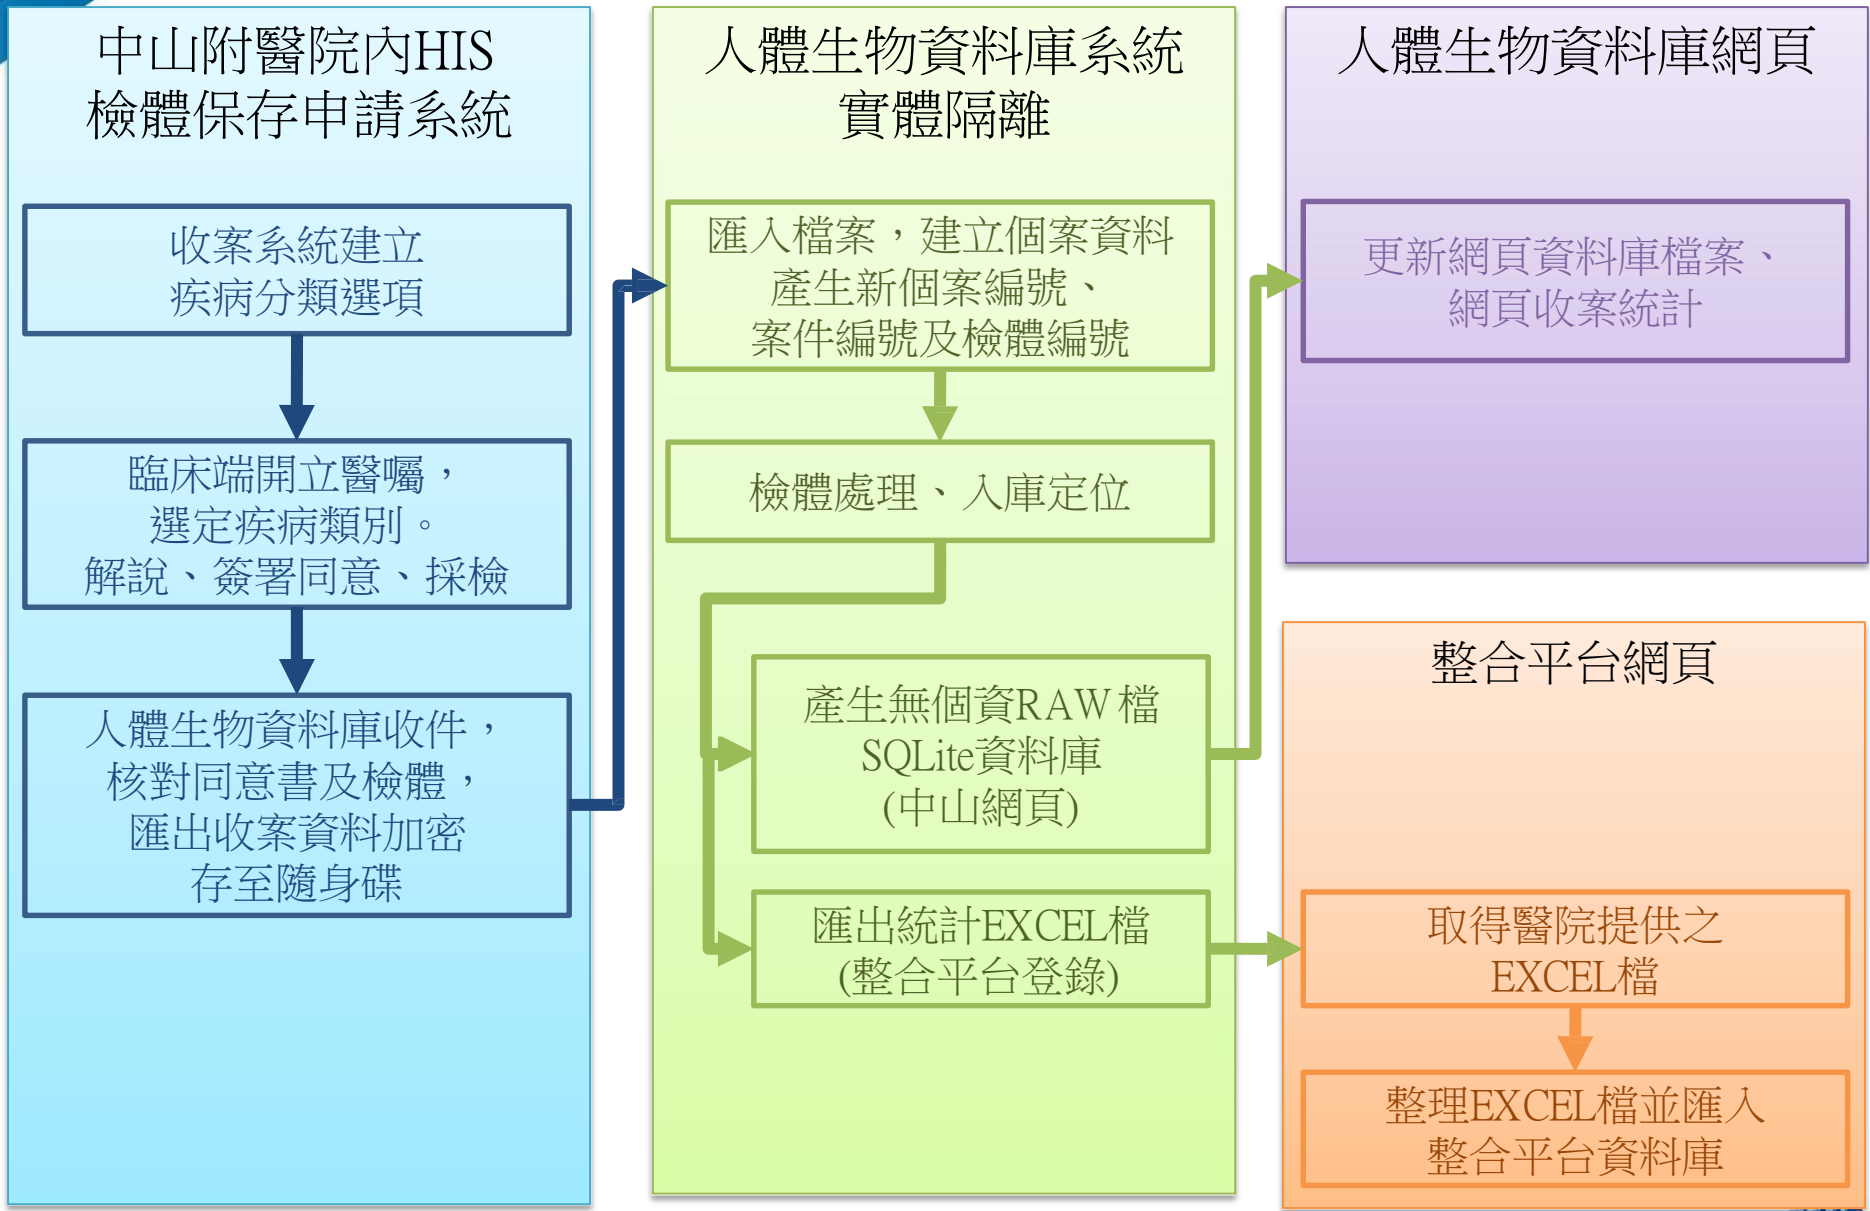 中山附醫院內HIS
檢體保存申請系統
收案系統建立
疾病分類選項
臨床端開立醫囑，
選定疾病類別。
解說、簽署同意、採檢
人體生物資料庫收件，
核對同意書及檢體，
匯出收案資料加密
存至隨身碟
人體生物資料庫系統
實體隔離
匯入檔案，建立個案資料
產生新個案編號、
案件編號及檢體編號
檢體處理、入庫定位
產生無個資RAW檔
SQLite資料庫
(中山網頁)
匯出統計EXCEL檔
(整合平台登錄)
人體生物資料庫網頁
更新網頁資料庫檔案、
網頁收案統計
整合平台網頁
取得醫院提供之
EXCEL檔
整理EXCEL檔並匯入
整合平台資料庫